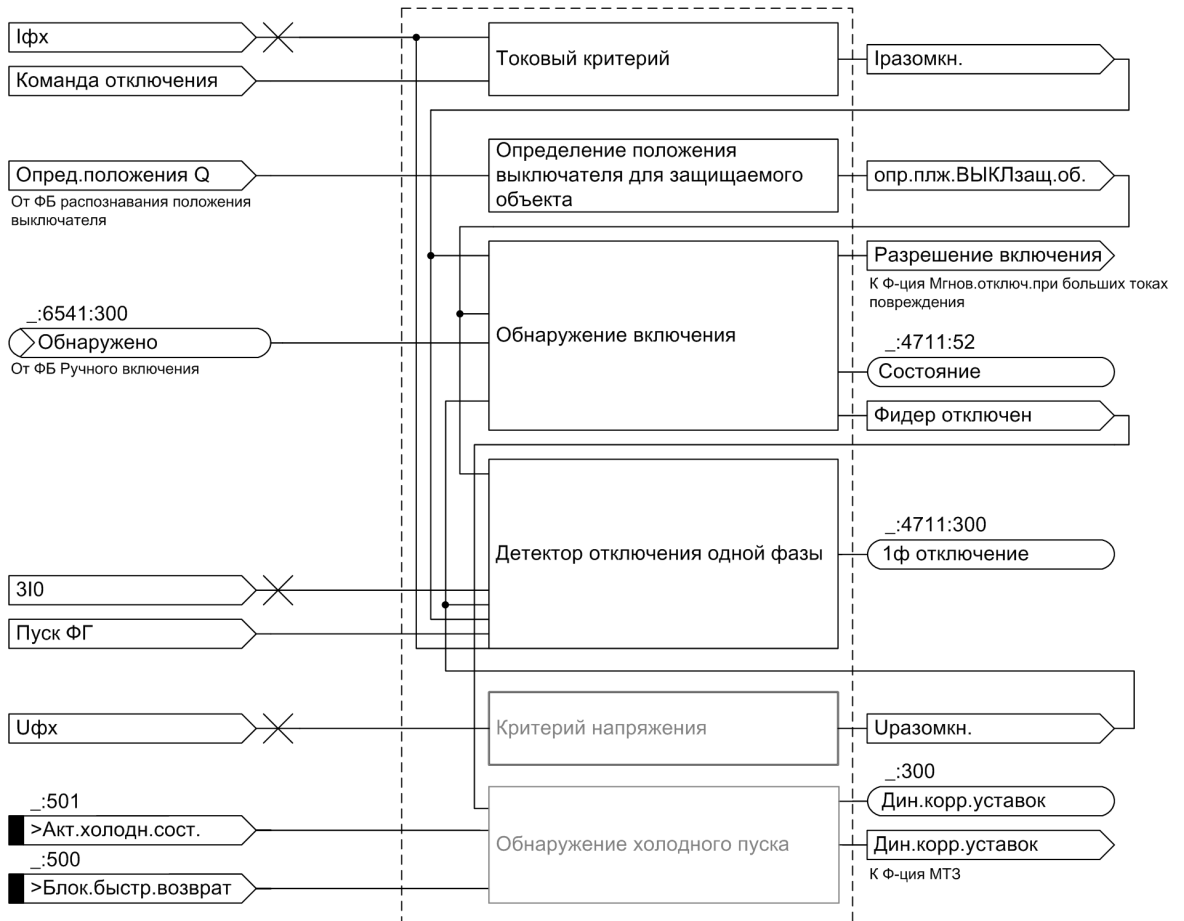 Iфх
Токовый критерий
Iразомкн.
Команда отключения
Определение положения
выключателя для защищаемого
объекта
Опред.положения Q
опр.плж.ВЫКЛзащ.об.
От ФБ распознавания положения
выключателя
Разрешение включения
К Ф-ция Мгнов.отключ.при больших токах
повреждения
_:6541:300
Обнаружено
От ФБ Ручного включения
Обнаружение включения
_:4711:52
Состояние
Фидер отключен
_:4711:300
Детектор отключения одной фазы
1ф отключение
3I0
Пуск ФГ
Uфх
Критерий напряжения
Uразомкн.
_:300
Дин.корр.уставок
_:501
>Акт.холодн.сост.
Обнаружение холодного пуска
Дин.корр.уставок
К Ф-ция МТЗ
_:500
>Блок.быстр.возврат